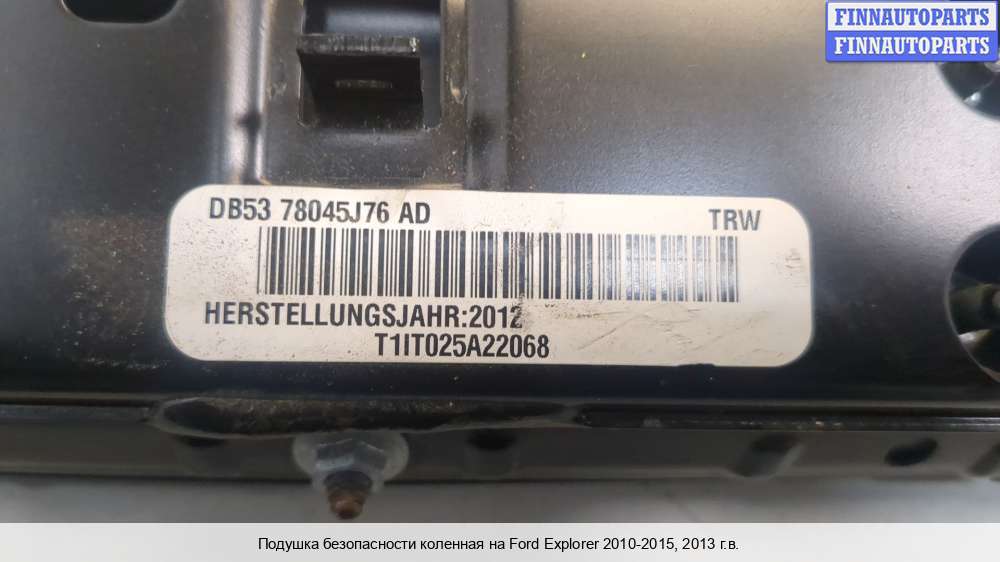 FINNAUTOPARTS
FINNAUTOPARTS
DB53 78045J76 AD
TRW
HERSTELLUNGSJAHR:2012
T1IT025A22068
Подушка безопасности коленная на Ford Explorer 2010-2015, 2013 г.в.